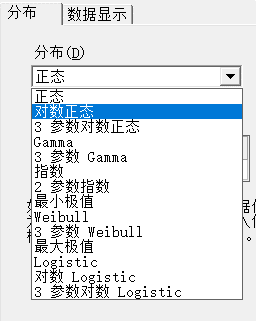 分布 数据显示
分布(D)
正态
正态
对数正态
3 参数对数正态
Gamma
3 参数 Gamma
指数
2 参数指数
最小极值
Weibull
3 参数 Weibull
最大极值
Logistic
对数 Logistic
3 参数对数 Logistic